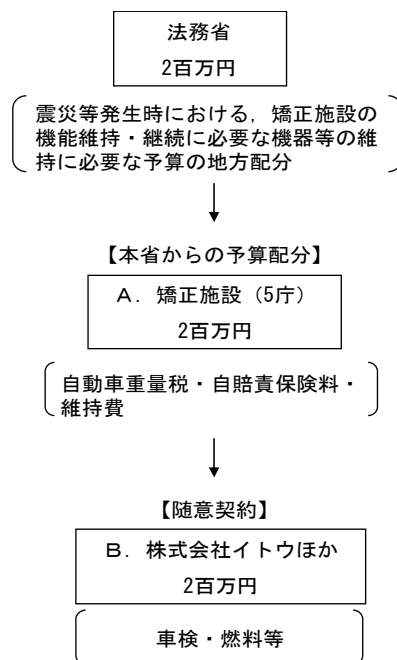 法務省
2百万円
震災等発生時における，矯正施設の
機能維持・継続に必要な機器等の維
持に必要な予算の地方配分
【本省からの予算配分】
Ａ．矯正施設（5庁）
2百万円
自動車重量税・自賠責保険料・
維持費
【随意契約】
Ｂ．株式会社イトウほか
2百万円
車検・燃料等